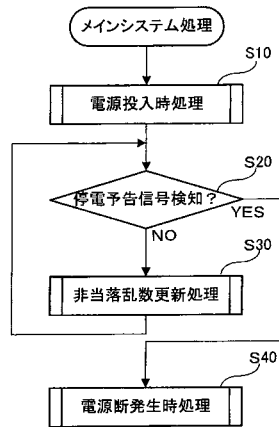 メインシステム処理
S10
電源投入時処理
S20
停電予告信号検知？
YES
NO
S30
非当落乱数更新処理
S40
電源断発生時処理